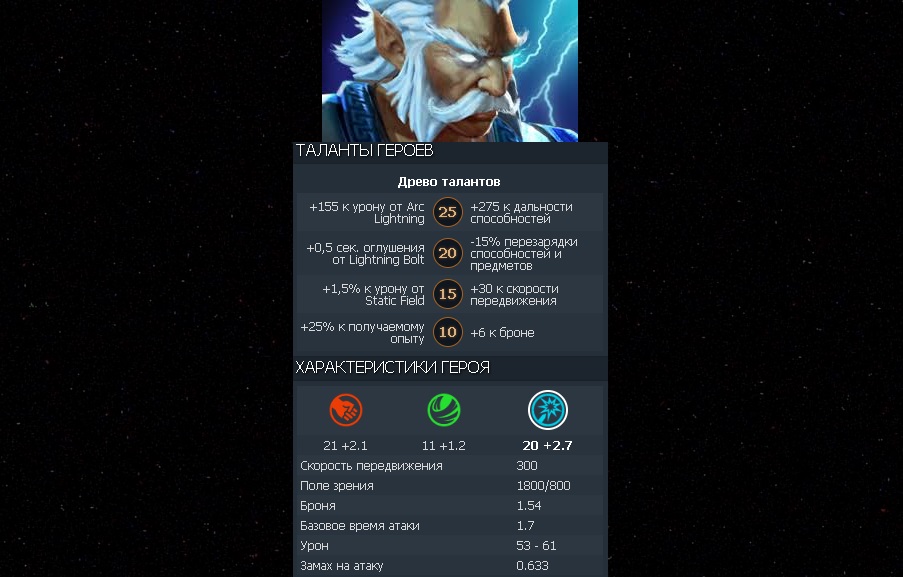 ТАЛАНТЫ ГЕРОЕВ
Древо талантов
+155 к урону от Arc
Lightning
25
+275 к дальности
способностей
+0,5 сек. оглушения
от Lightning Bolt
20
-15% перезарядки
способностей и
предметов
+1,5% к урону от
Static Field
15
+30 к скорости
передвижения
+25% к получаемому
опыту
10
+6 к броне
ХАРАКТЕРИСТИКИ ГЕРОЯ
21 +2.1 11 +1.2 20 +2.7
Скорость передвижения 300
Поле зрения 1800/800
Броня 1.54
Базовое время атаки 1.7
Урон 53 - 61
Замах на атаку 0.633